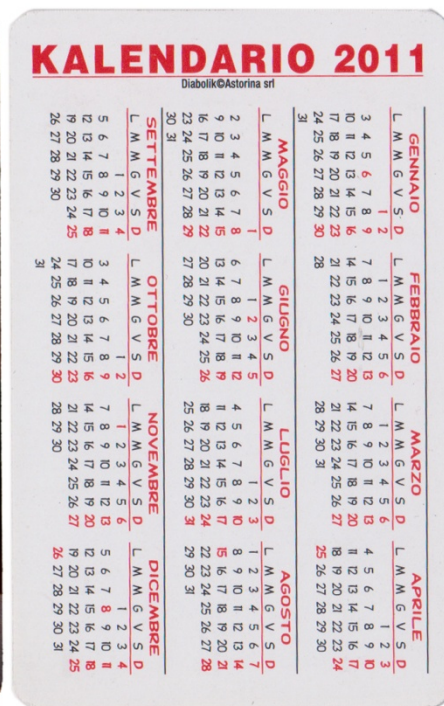 KALENDARIO 2011
Diabolik©Astorina srl
GENNAIO
L M M G V S D
1 2
3 4 5 6 7 8 9
10 11 12 13 14 15 16
17 18 19 20 21 22 23
24 25 26 27 28 29 30
31
FEBBRAIO
L M M G V S D
1 2 3 4 5 6
7 8 9 10 11 12 13
14 15 16 17 18 19 20
21 22 23 24 25 26 27
28
MARZO
L M M G V S D
1 2 3 4 5 6
7 8 9 10 11 12 13
14 15 16 17 18 19 20
21 22 23 24 25 26 27
28 29 30 31
APRILE
L M M G V S D
1 2 3
4 5 6 7 8 9 10
11 12 13 14 15 16 17
18 19 20 21 22 23 24
25 26 27 28 29 30
MAGGIO
L M M G V S D
1
2 3 4 5 6 7 8
9 10 11 12 13 14 15
16 17 18 19 20 21 22
23 24 25 26 27 28 29
30 31
GIUGNO
L M M G V S D
1 2 3 4 5
6 7 8 9 10 11 12
13 14 15 16 17 18 19
20 21 22 23 24 25 26
27 28 29 30
LUGLIO
L M M G V S D
1 2 3
4 5 6 7 8 9 10
11 12 13 14 15 16 17
18 19 20 21 22 23 24
25 26 27 28 29 30 31
AGOSTO
L M M G V S D
1 2 3 4 5 6 7
8 9 10 11 12 13 14
15 16 17 18 19 20 21
22 23 24 25 26 27 28
29 30 31
SETTEMBRE
L M M G V S D
1 2 3 4
5 6 7 8 9 10 11
12 13 14 15 16 17 18
19 20 21 22 23 24 25
26 27 28 29 30
OTTOBRE
L M M G V S D
1 2
3 4 5 6 7 8 9
10 11 12 13 14 15 16
17 18 19 20 21 22 23
24 25 26 27 28 29 30
31
NOVEMBRE
L M M G V S D
1 2 3 4 5 6
7 8 9 10 11 12 13
14 15 16 17 18 19 20
21 22 23 24 25 26 27
28 29 30
DICEMBRE
L M M G V S D
1 2 3 4
5 6 7 8 9 10 11
12 13 14 15 16 17 18
19 20 21 22 23 24 25
26 27 28 29 30 31